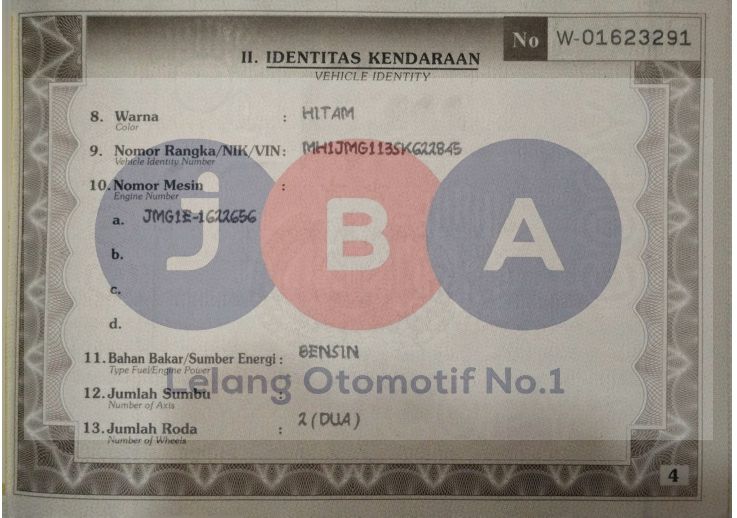 No W-01623291
II. IDENTITAS KENDARAAN
VEHICLE IDENTITY
8. Warna : HITAM
Color
9. Nomor Rangka/NIK/VIN: MH1JMG113SK622845
Vehicle Identity Number
10. Nomor Mesin :
Engine Number
a. JMG1E-1622656
b.
c.
d.
jBA
11. Bahan Bakar/Sumber Energi : BENSIN
Type Fuel/Engine Power
Lelang Otomotif No.1
12. Jumlah Sumbu :
Number of Axis
13. Jumlah Roda : 2 (DUA)
Number of Wheels
4